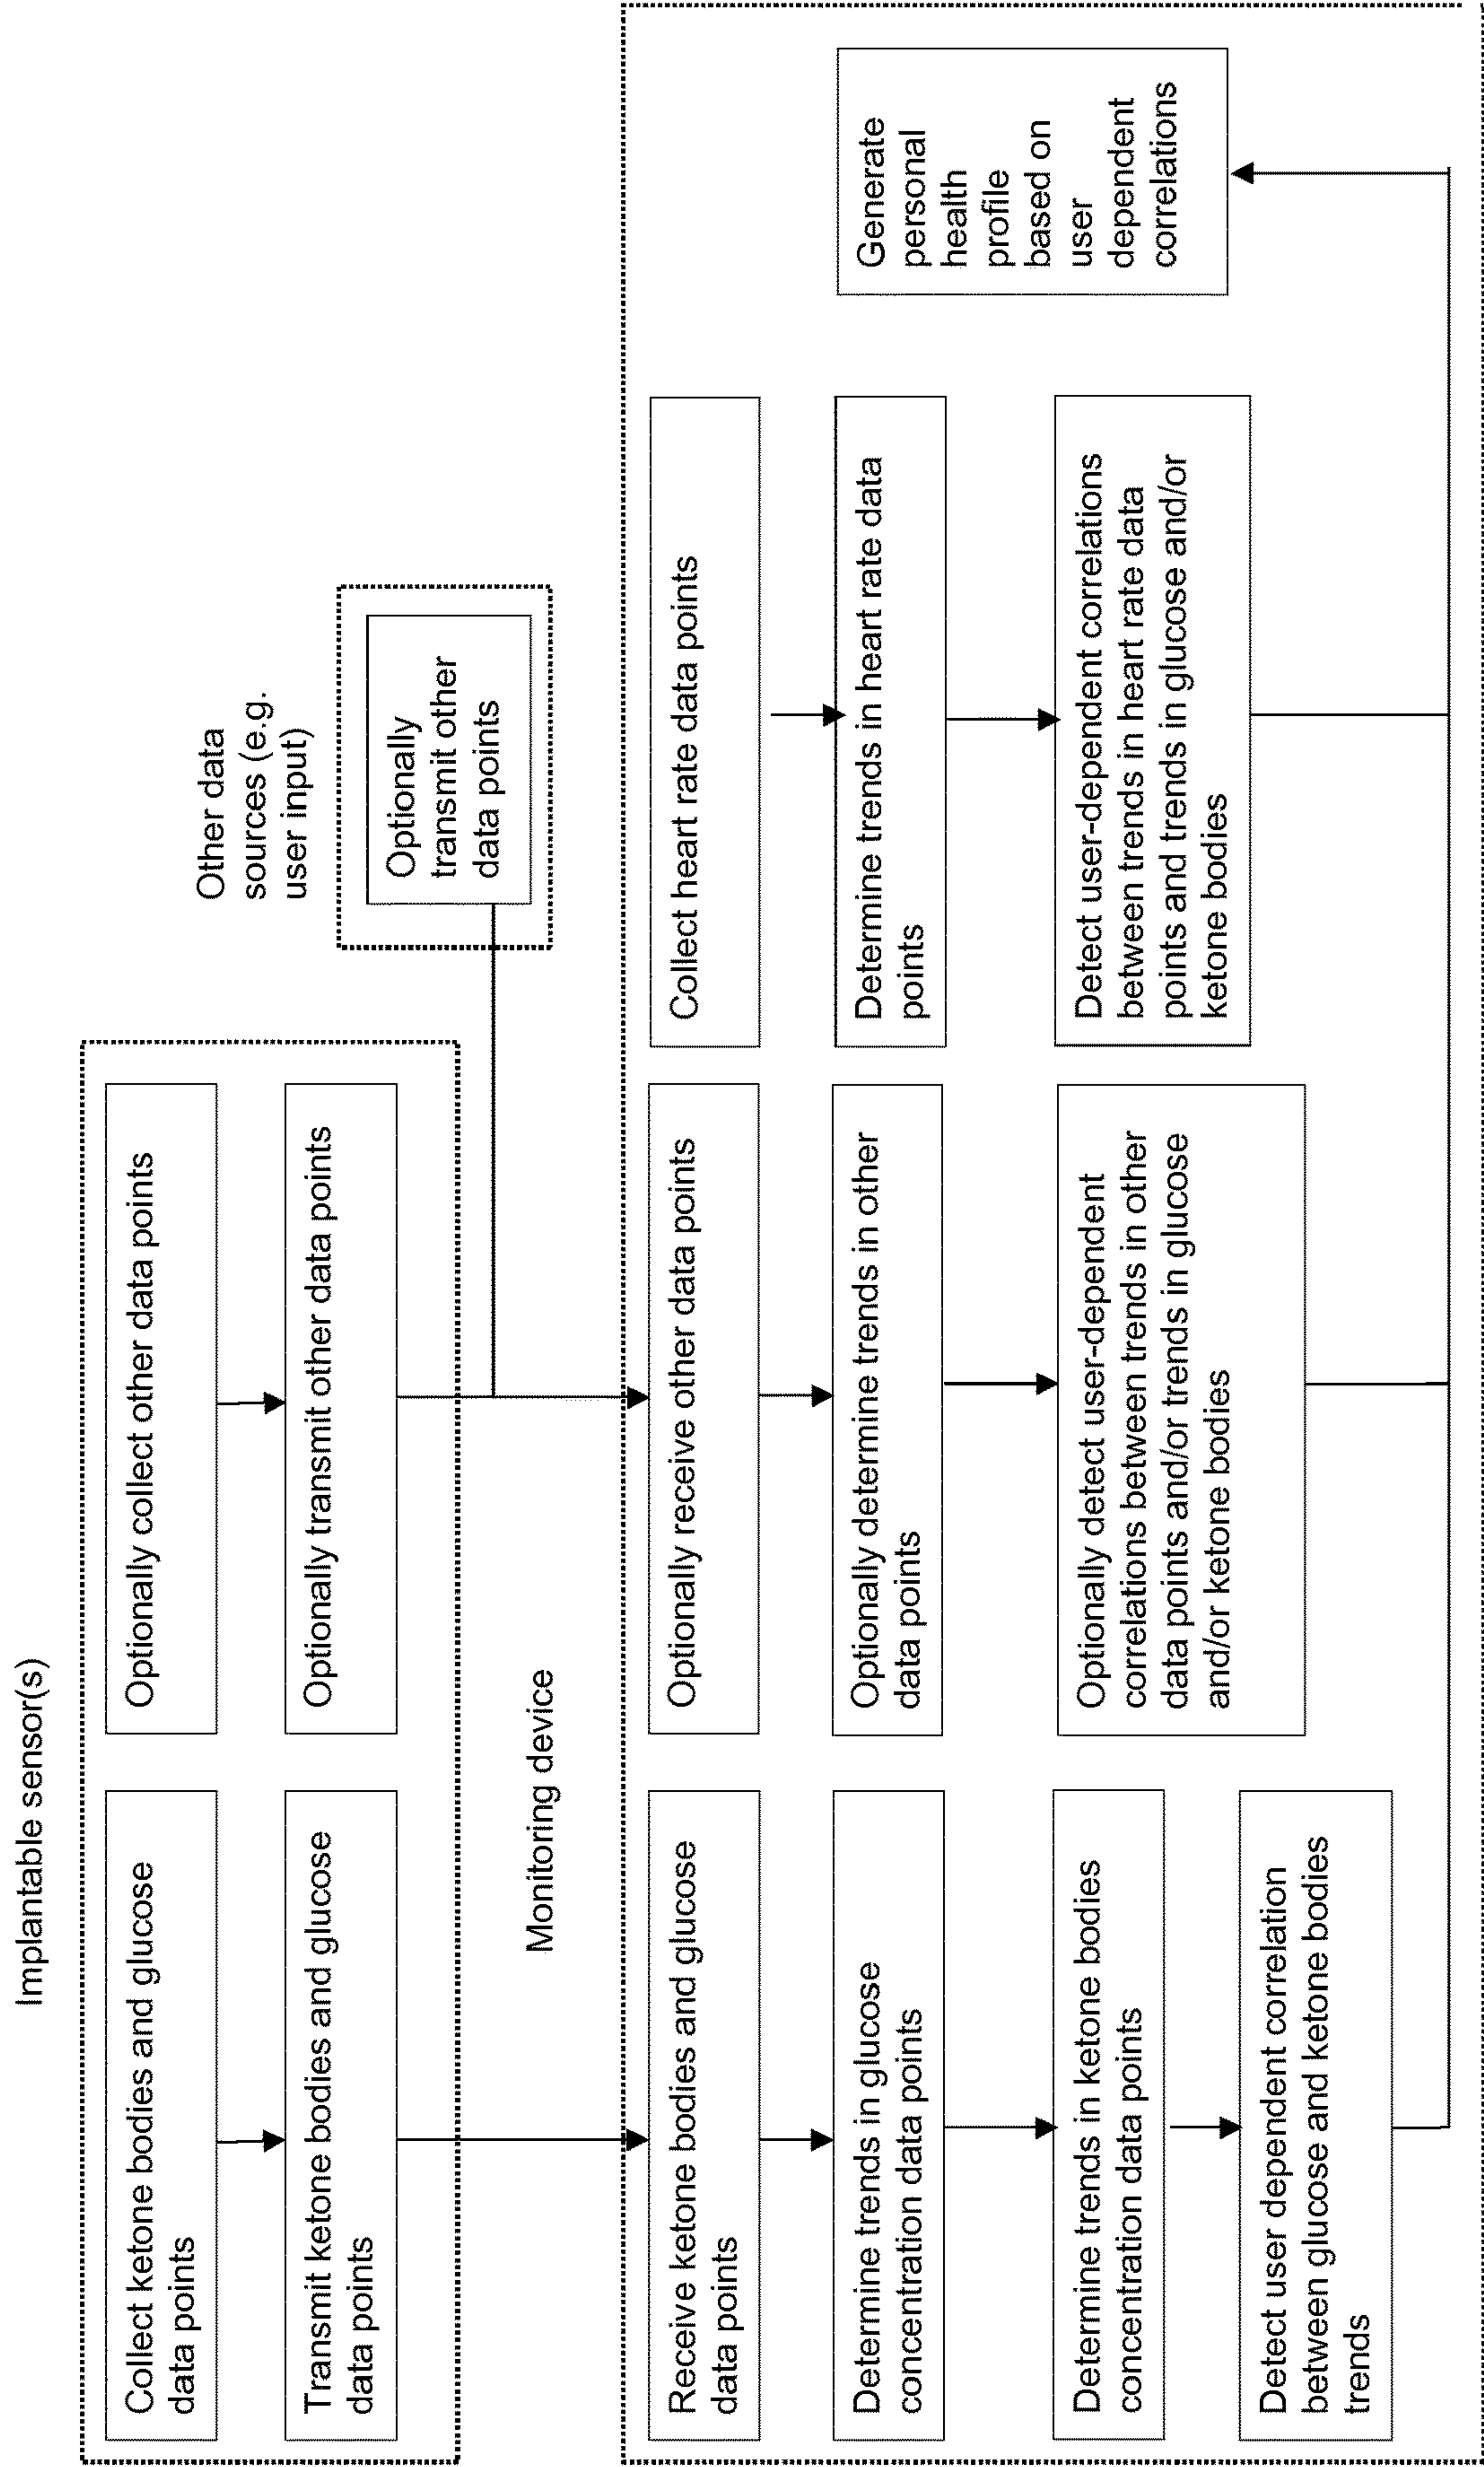 Implantable sensor(s)
Collect ketone bodies and glucose
data points
Transmit ketone bodies and glucose
data points
Optionally collect other data points
Optionally transmit other data points
Other data
sources (e.g.
user input)
Optionally
transmit other
data points
Monitoring device
Receive ketone bodies and glucose
data points
Determine trends in glucose
concentration data points
Determine trends in ketone bodies
concentration data points
Detect user dependent correlation
between glucose and ketone bodies
trends
Optionally receive other data points
Optionally determine trends in other
data points
Optionally detect user-dependent
correlations between trends in other
data points and/or trends in glucose
and/or ketone bodies
Collect heart rate data points
Determine trends in heart rate data
points
Detect user-dependent correlations
between trends in heart rate data
points and trends in glucose and/or
ketone bodies
Generate
personal
health
profile
based on
user
dependent
correlations